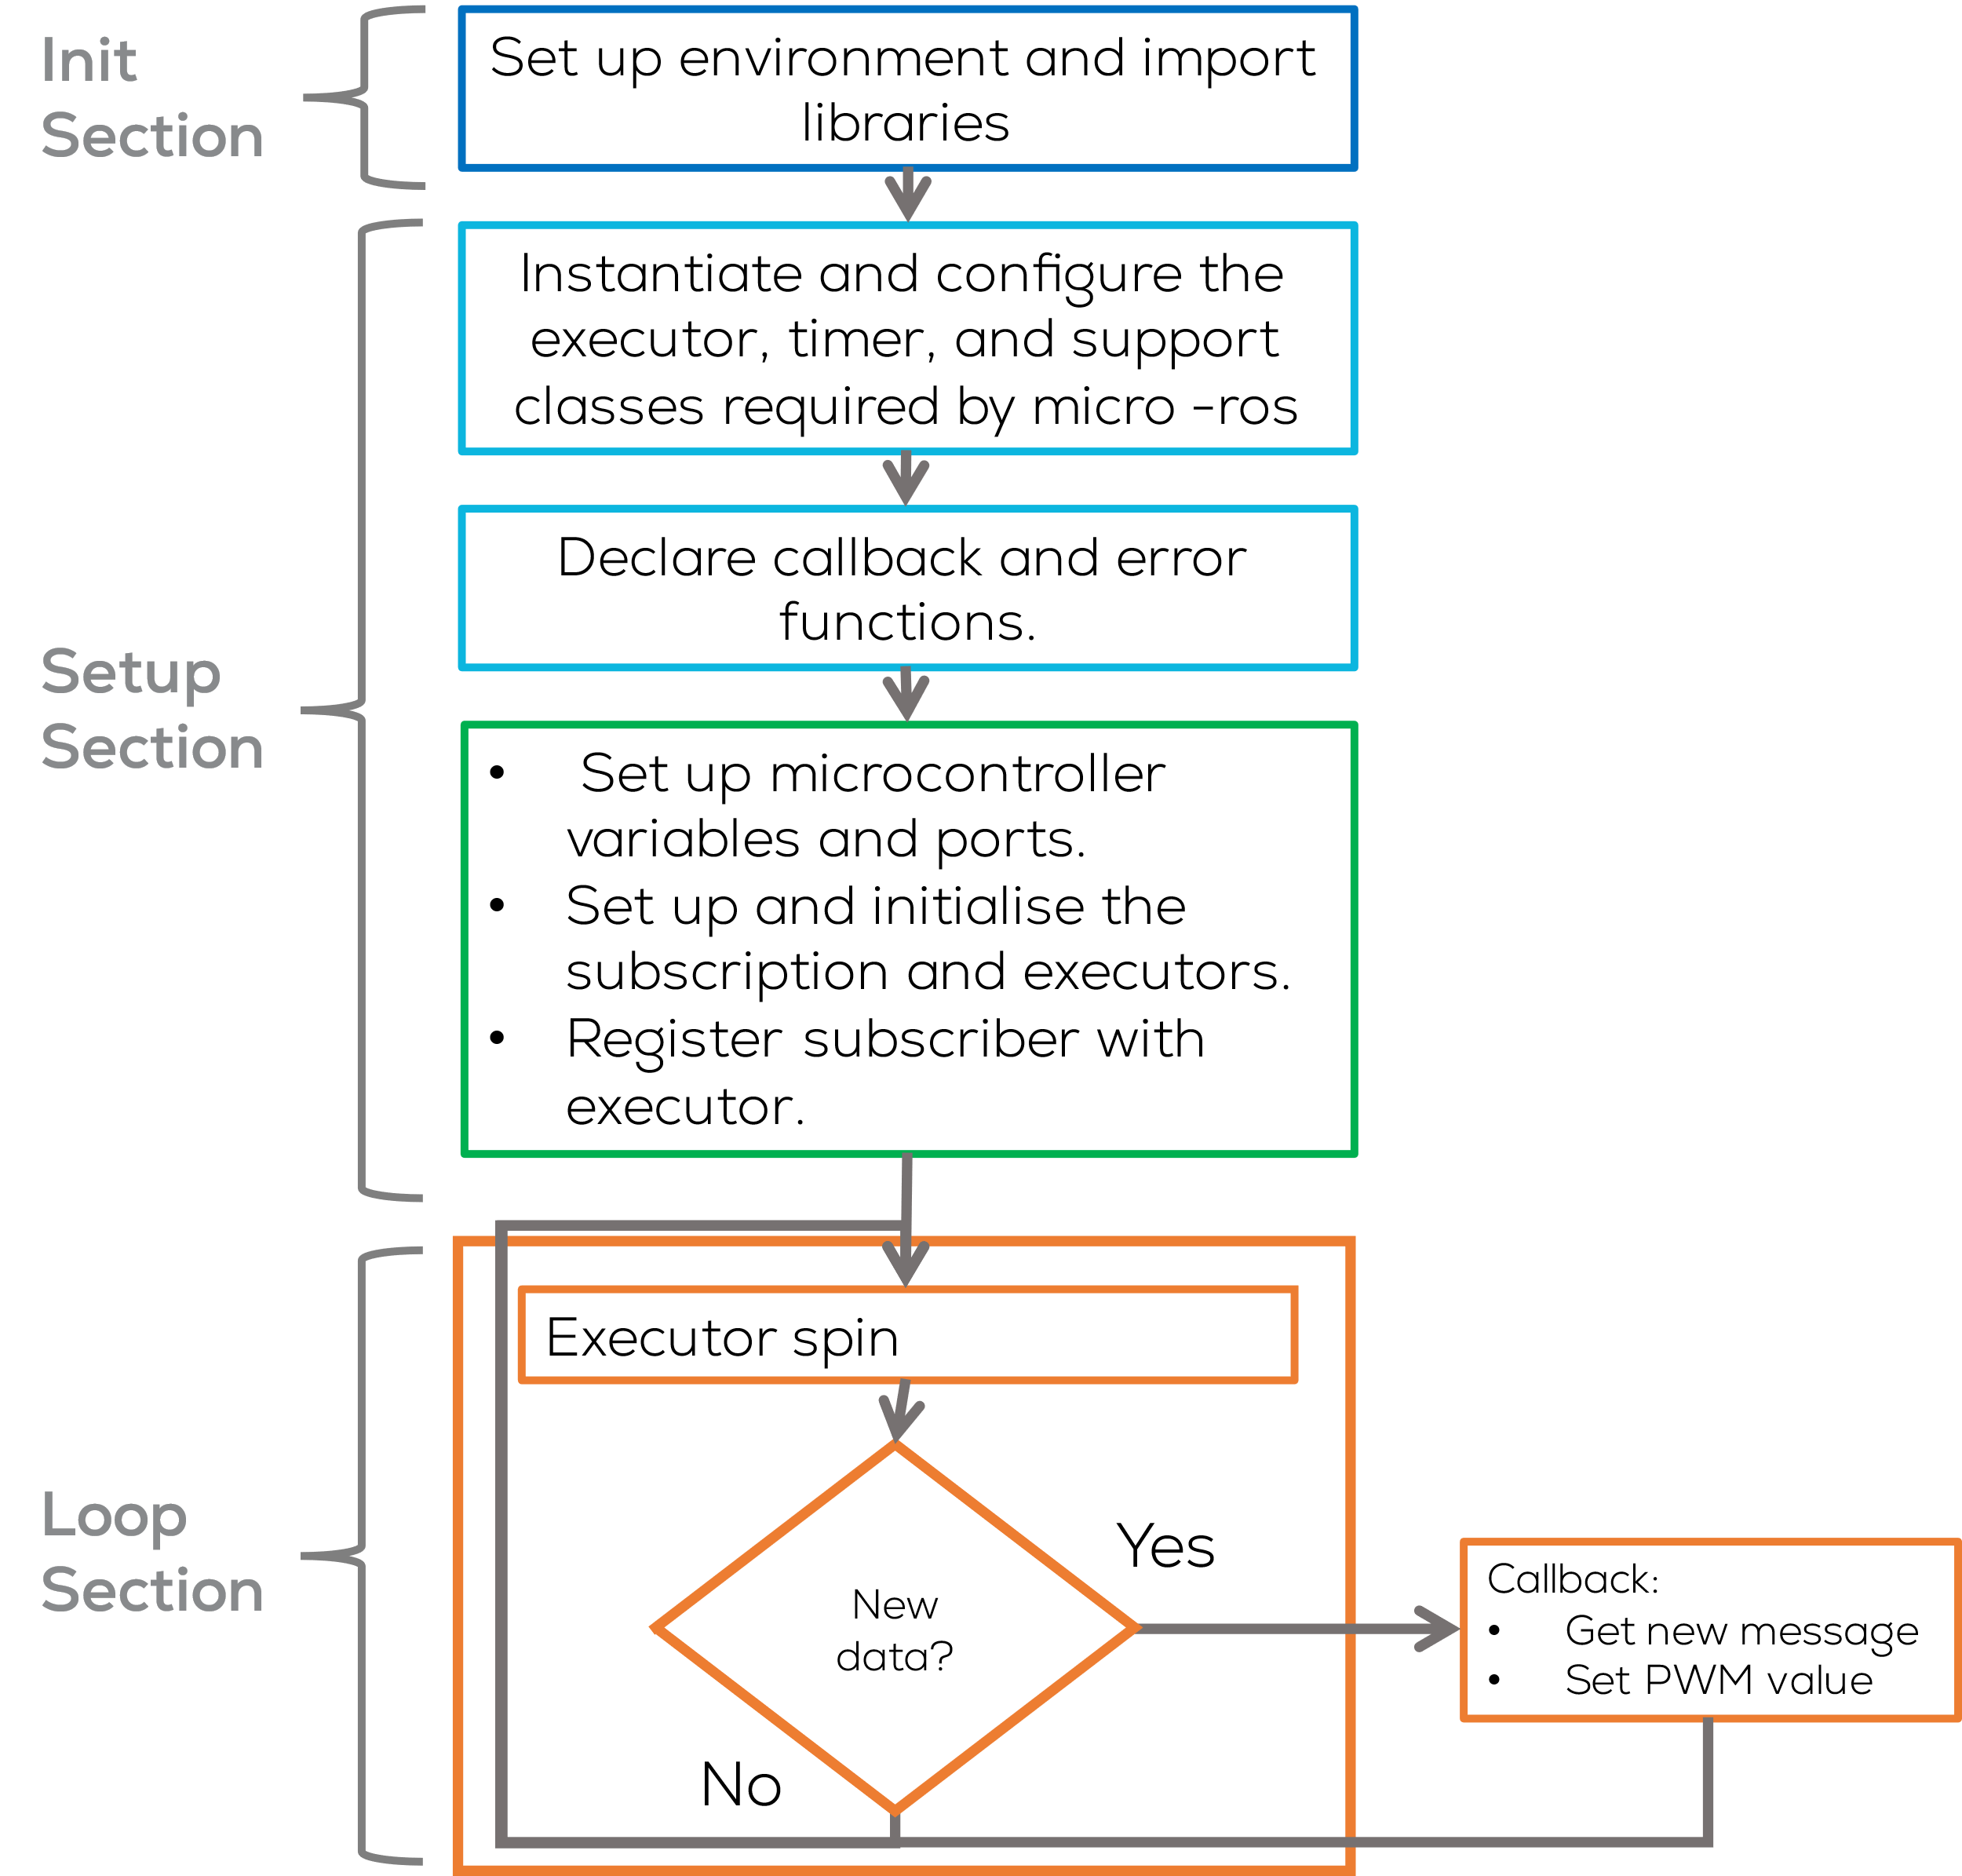 Init
Section
Set up environment and import
libraries
Instantiate and configure the
executor, timer, and support
classes required by micro -ros
Declare callback and error
functions.
Setup
Section
• Set up microcontroller
variables and ports.
• Set up and initialise the
subscription and executors.
• Register subscriber with
executor.
Loop
Section
Executor spin
New
data?
Yes
No
Callback:
• Get new message
• Set PWM value